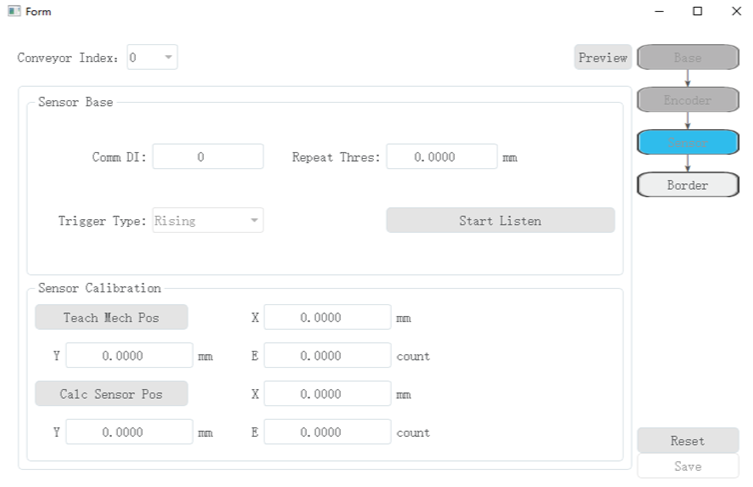 Form
Conveyor Index: 0
Preview
Base
Sensor Base
Encoder
Comm DI: 0
Repeat Thres: 0.0000 mm
Border
Trigger Type: Rising
Start Listen
Sensor Calibration
Teach Mech Pos
X 0.0000 mm
Y 0.0000 mm
E 0.0000 count
Calc Sensor Pos
X 0.0000 mm
Y 0.0000 mm
E 0.0000 count
Reset
Save